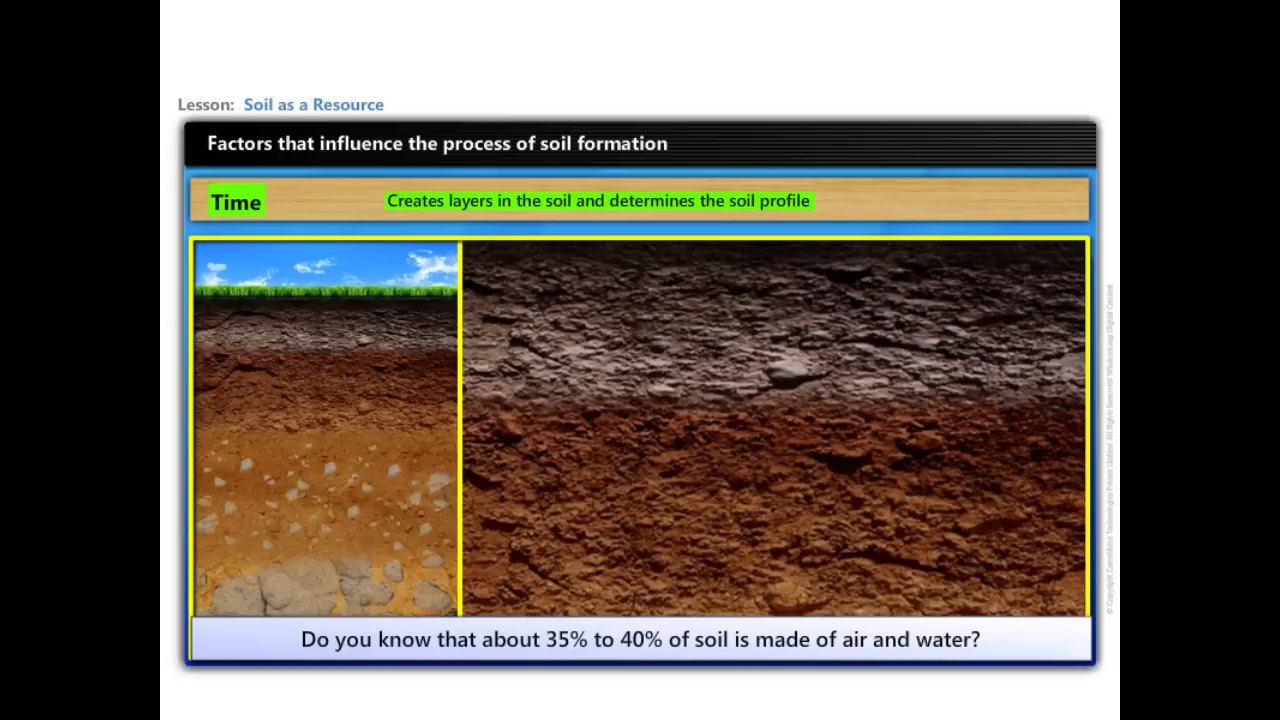 Lesson: Soil as a Resource
Factors that influence the process of soil formation
Time
Creates layers in the soil and determines the soil profile
Do you know that about 35% to 40% of soil is made of air and water?